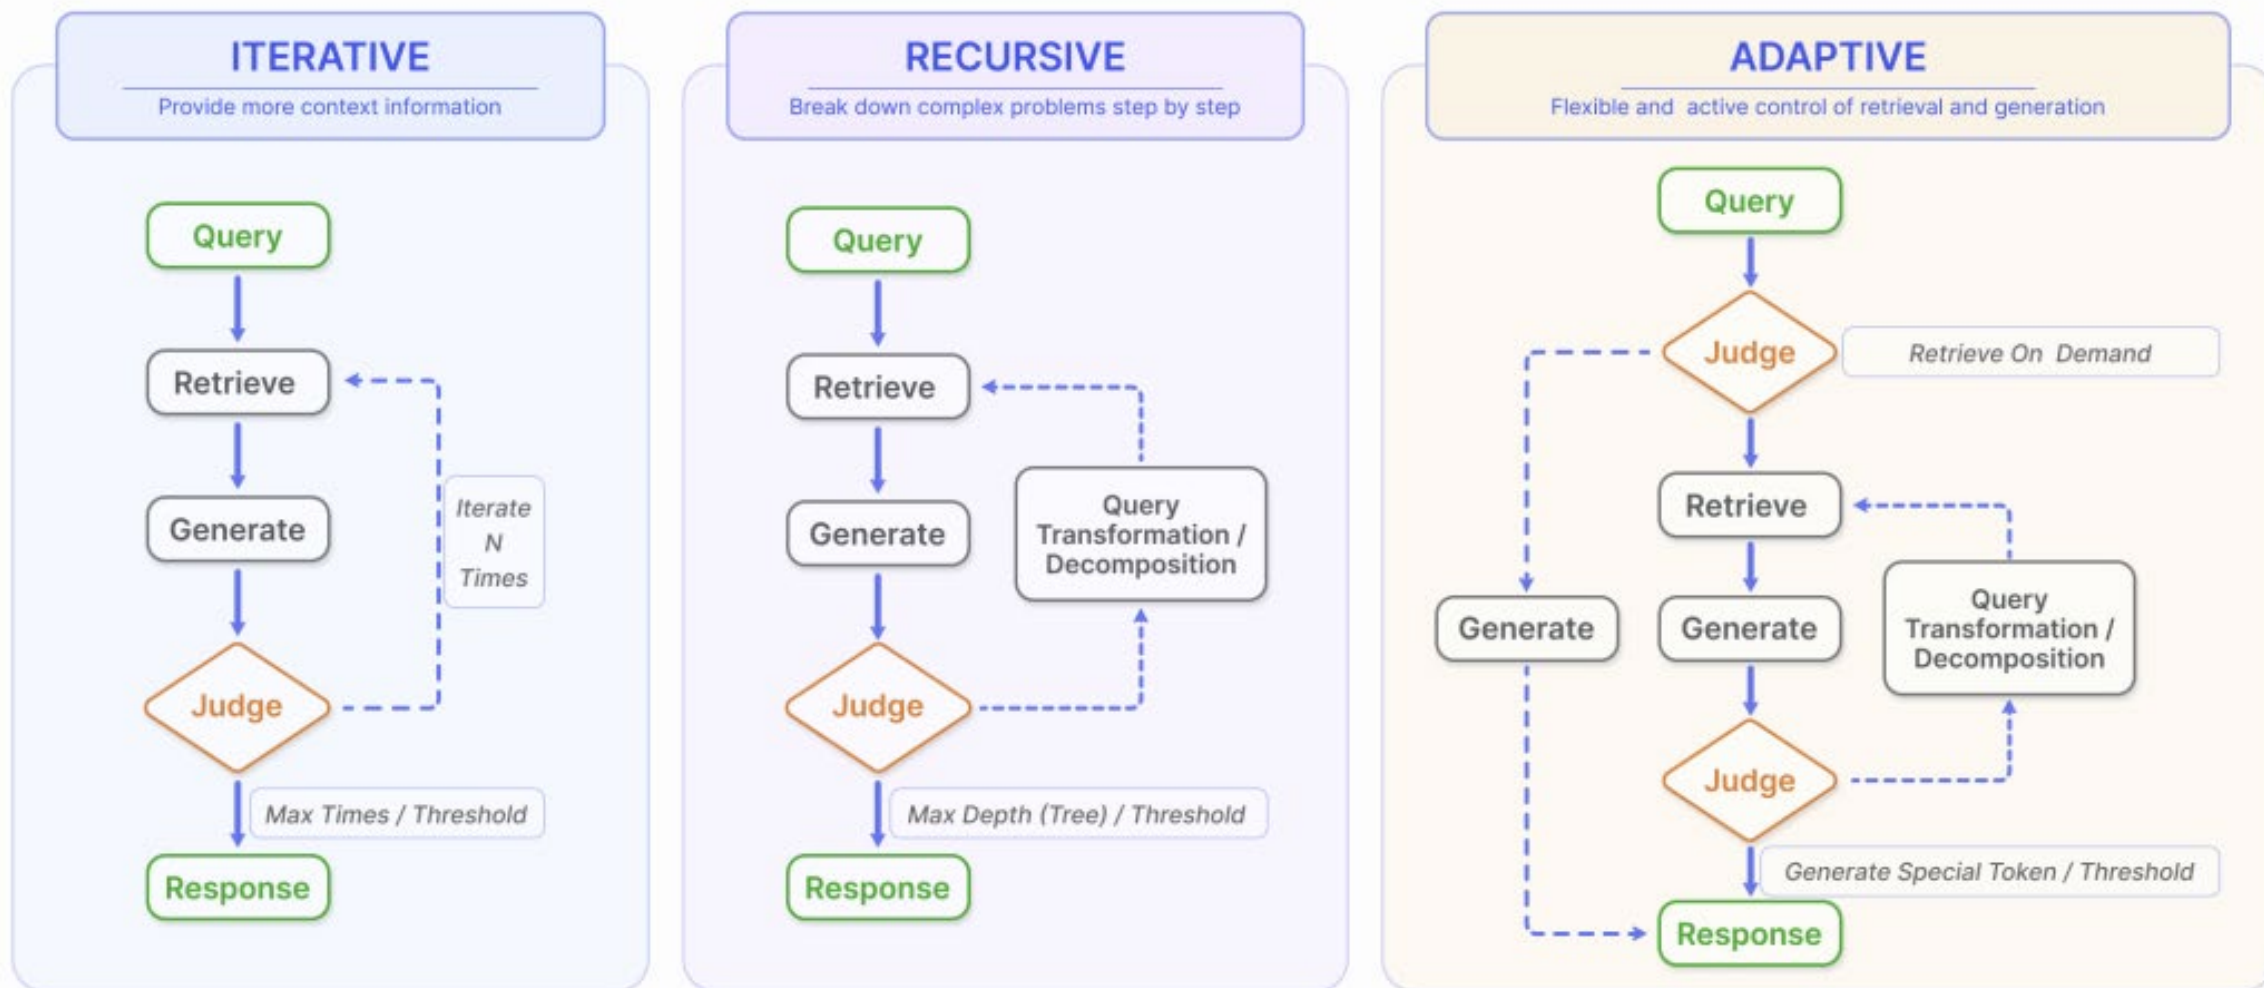 ITERATIVE
Provide more context information
Query
Retrieve
Generate
Iterate
N
Times
Judge
Max Times / Threshold
Response
RECURSIVE
Break down complex problems step by step
Query
Retrieve
Query
Transformation /
Decomposition
Generate
Judge
Max Depth (Tree) / Threshold
Response
ADAPTIVE
Flexible and active control of retrieval and generation
Query
Judge
Retrieve On Demand
Retrieve
Generate
Generate
Query
Transformation /
Decomposition
Judge
Generate Special Token / Threshold
Response